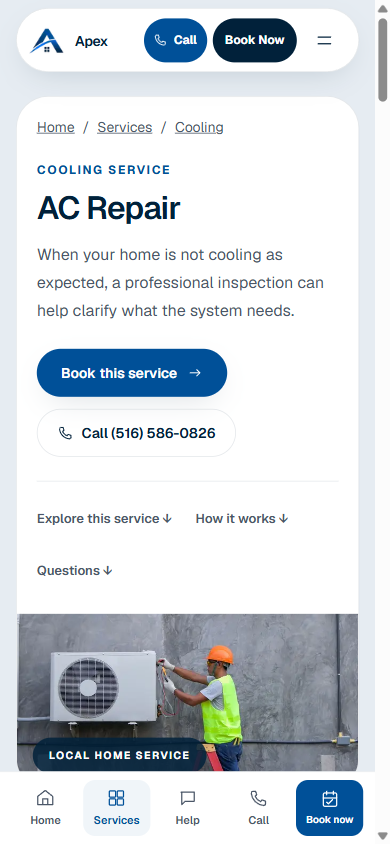 Apex
Call
Book Now
Home / Services / Cooling
COOLING SERVICE
AC Repair
When your home is not cooling as
expected, a professional inspection can
help clarify what the system needs.
Book this service →
Call (516) 586-0826
Explore this service ↓ How it works ↓
Questions ↓
LOCAL HOME SERVICE
Home
Services
Help
Call
Book now